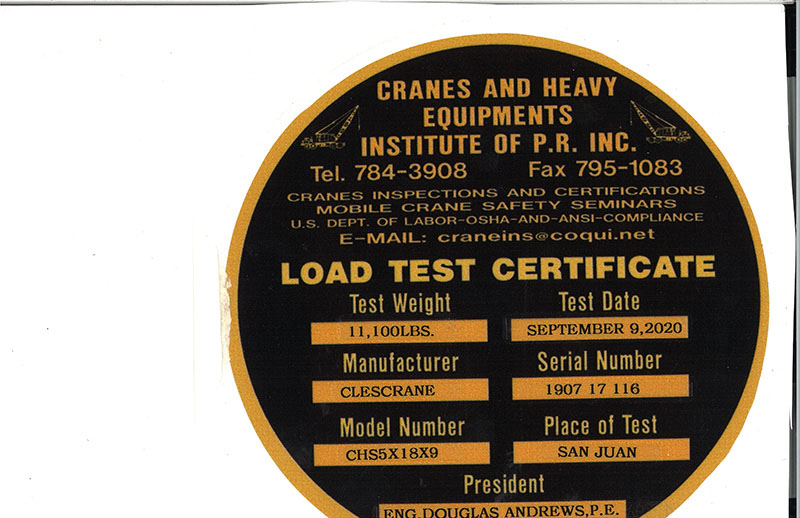 CRANES AND HEAVY
EQUIPMENTS
INSTITUTE OF P.R. INC.
Tel. 784-3908 Fax 795-1083
CRANES INSPECTIONS AND CERTIFICATIONS
MOBILE CRANE SAFETY SEMINARS
U.S. DEPT. OF LABOR-OSHA-AND-ANSI-COMPLIANCE
E-MAIL: craneins@coqui.net
LOAD TEST CERTIFICATE
Test Weight Test Date
11,100LBS. SEPTEMBER 9,2020
Manufacturer Serial Number
CLESCRANE 1907 17 116
Model Number Place of Test
CHS5X18X9 SAN JUAN
President
ENG.DOUGLAS ANDREWS,P.E.